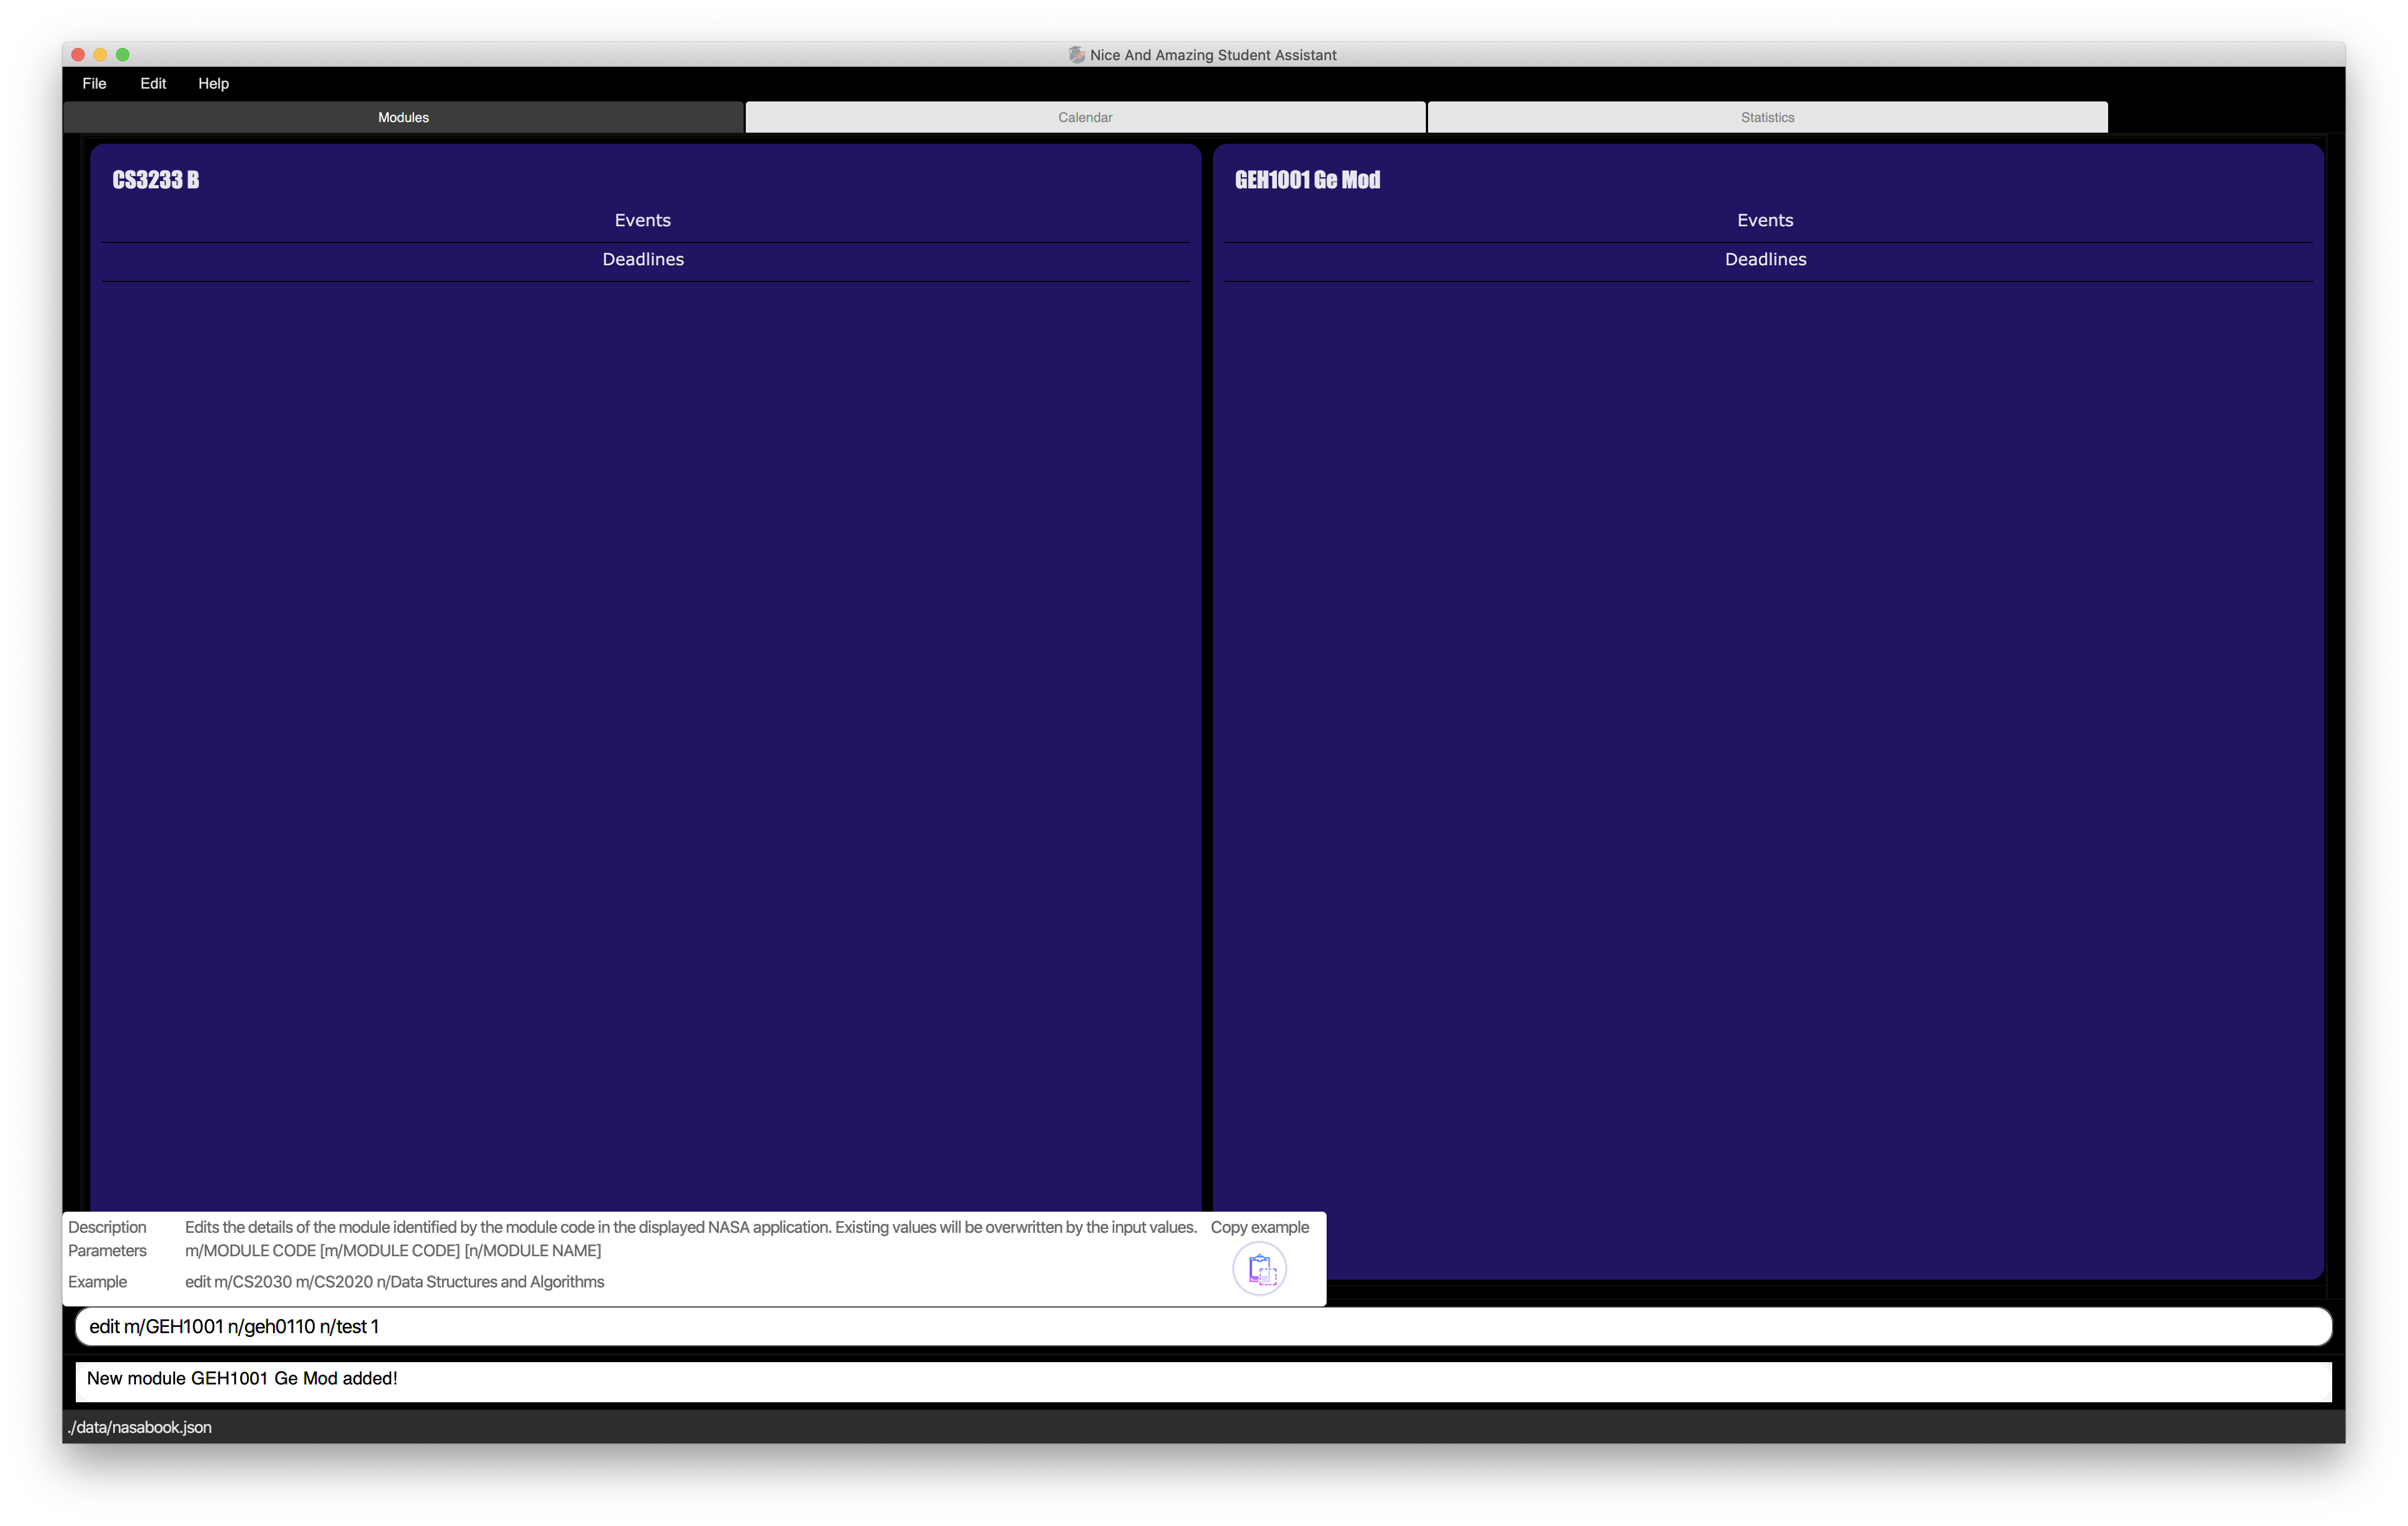 Nice And Amazing Student Assistant
File Edit Help
Modules Calendar Statistics
CS3233 B
Events
Deadlines
GEH1001 Ge Mod
Events
Deadlines
Description Edits the details of the module identified by the module code in the displayed NASA application. Existing values will be overwritten by the input values. Copy example
Parameters m/MODULE CODE [m/MODULE CODE] [n/MODULE NAME]
Example edit m/CS2030 m/CS2020 n/Data Structures and Algorithms
edit m/GEH1001 n/geh0110 n/test 1
New module GEH1001 Ge Mod added!
./data/nasabook.json